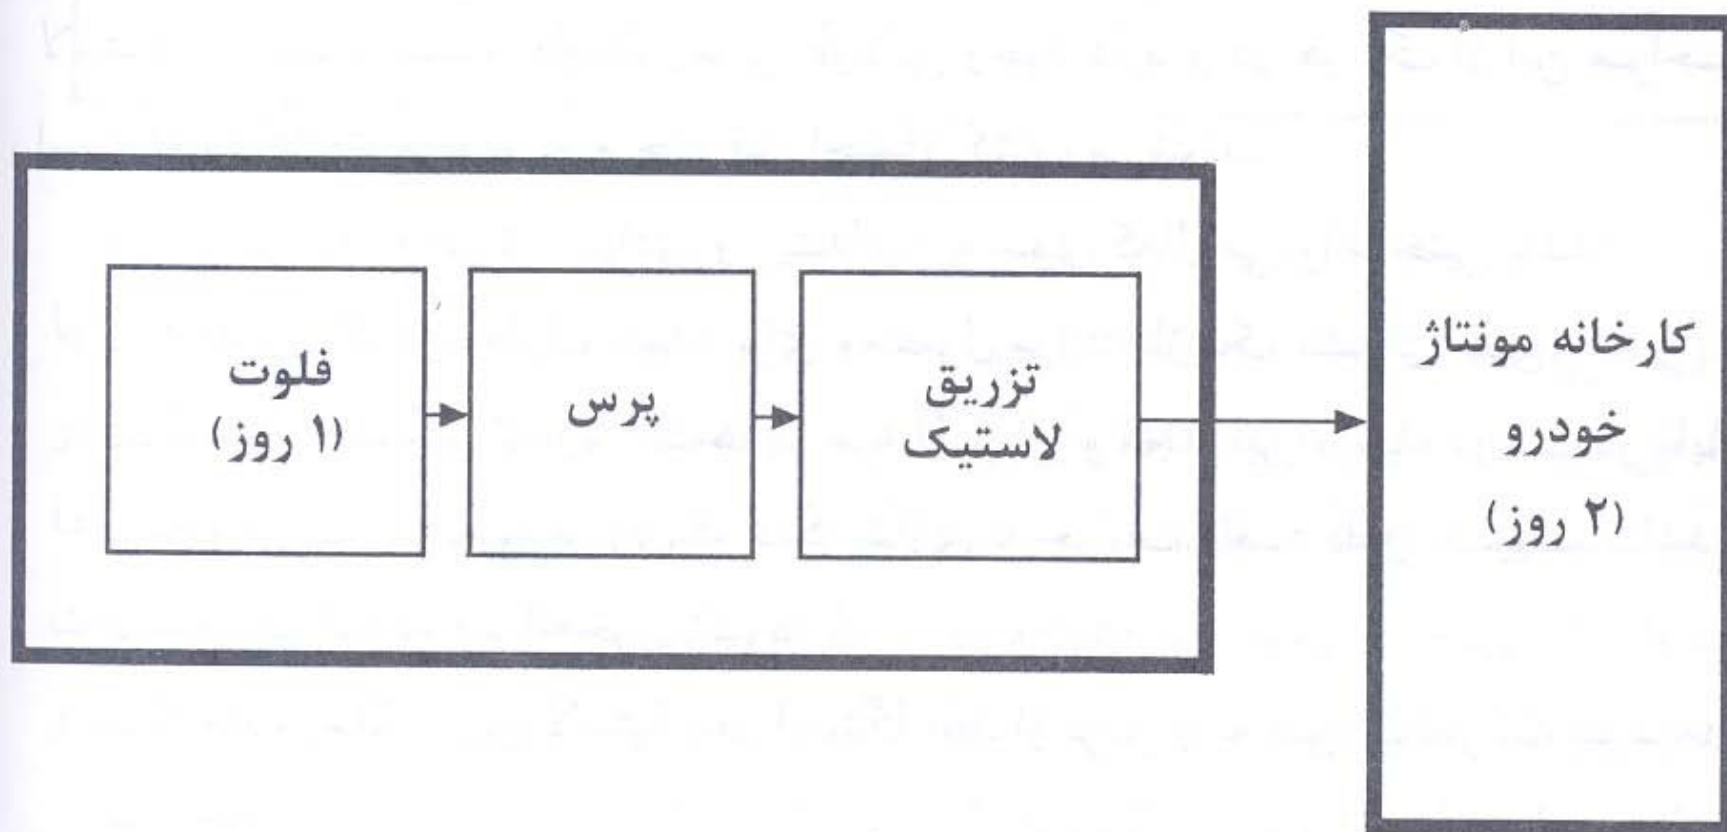 فلوت
(۱ روز)
پرس
تزریق
لاستیک
کارخانه مونتاژ
خودرو
(۲ روز)